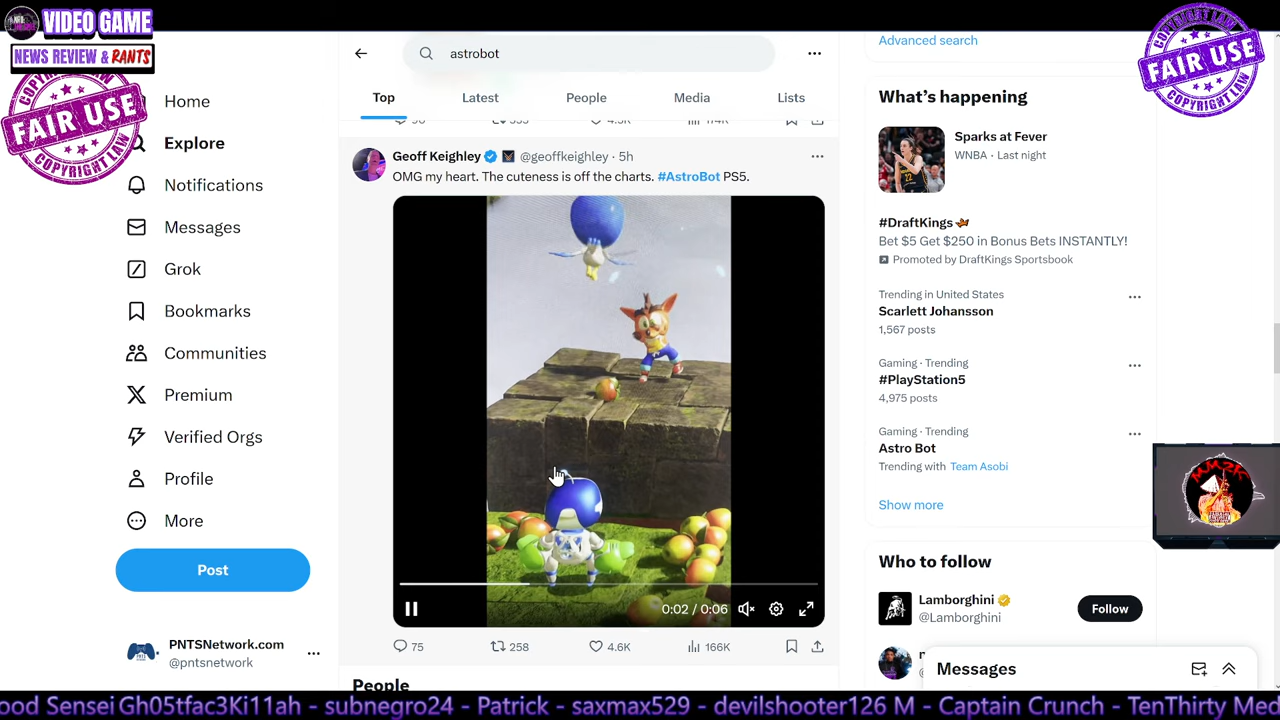 VIDEO GAME
NEWS REVIEW & RANTS
COPYRIGHT LAW
FAIR USE
COPYRIGHT LAW
Home
Explore
Notifications
Messages
Grok
Bookmarks
Communities
Premium
Verified Orgs
Profile
More
Post
PNTSNetwork.com
@pntsnetwork
astrobot
Top
Latest
People
Media
Lists
Geoff Keighley @geoffkeighley · 5h
OMG my heart. The cuteness is off the charts. #AstroBot PS5.
0:02 / 0:06
75
258
4.6K
166K
People
COPYRIGHT LAW
FAIR USE
COPYRIGHT LAW
Advanced search
What's happening
Sparks at Fever
WNBA · Last night
#DraftKings
Bet $5 Get $250 in Bonus Bets INSTANTLY!
Promoted by DraftKings Sportsbook
Trending in United States
Scarlett Johansson
1,567 posts
Gaming · Trending
#PlayStation5
4,975 posts
Gaming · Trending
Astro Bot
Trending with Team Asobi
Show more
MM2K
Who to follow
Lamborghini
@Lamborghini
Follow
Messages
ood Sensei Gh05tfac3Ki11ah - subnegro24 - Patrick - saxmax529 - devilshooter126 M - Captain Crunch - TenThirty Med